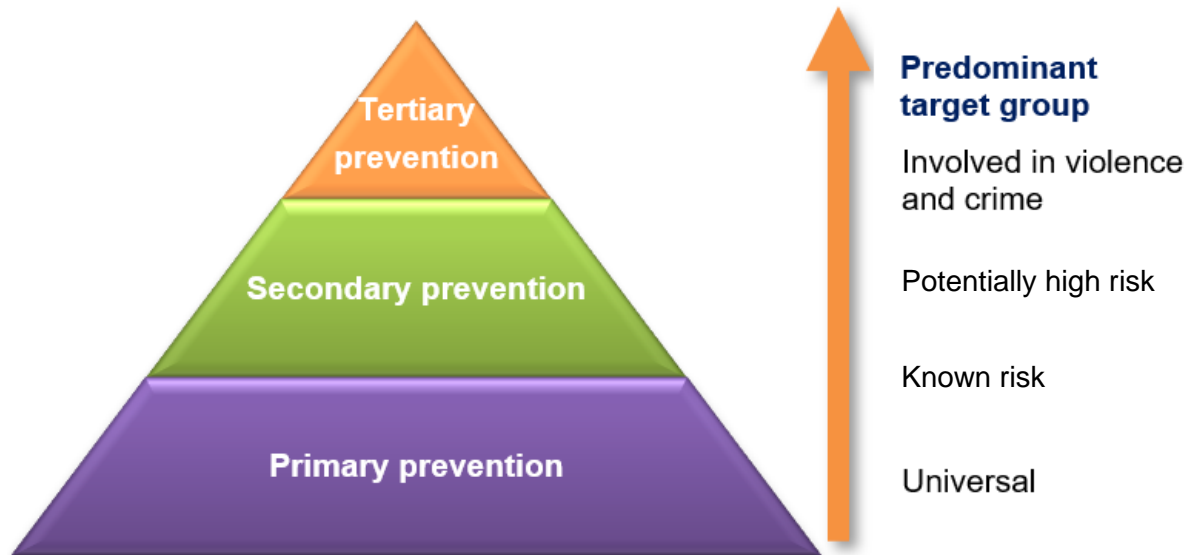 Tertiary
prevention
Secondary prevention
Primary prevention
Predominant
target group
Involved in violence
and crime
Potentially high risk
Known risk
Universal